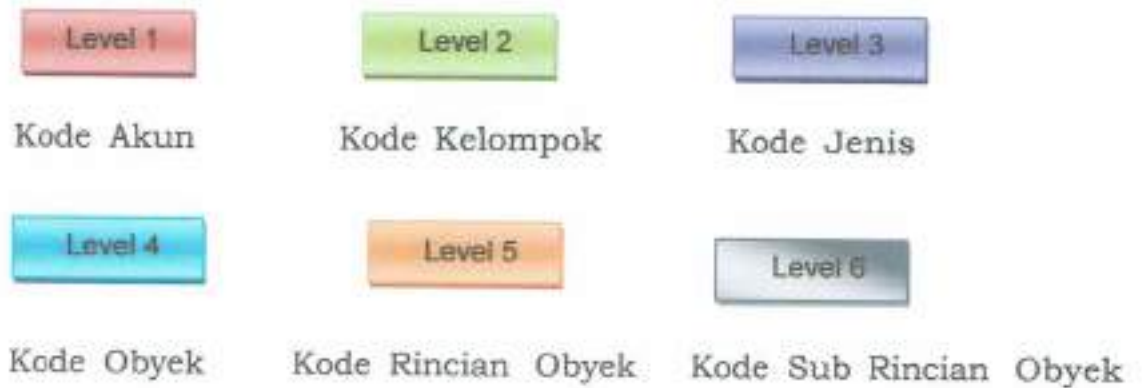 Level 1 Level 2 Level 3
Kode Akun Kode Kelompok Kode Jenis
Level 4 Level 5 Level 6
Kode Obyek Kode Rincian Obyek Kode Sub Rincian Obyek